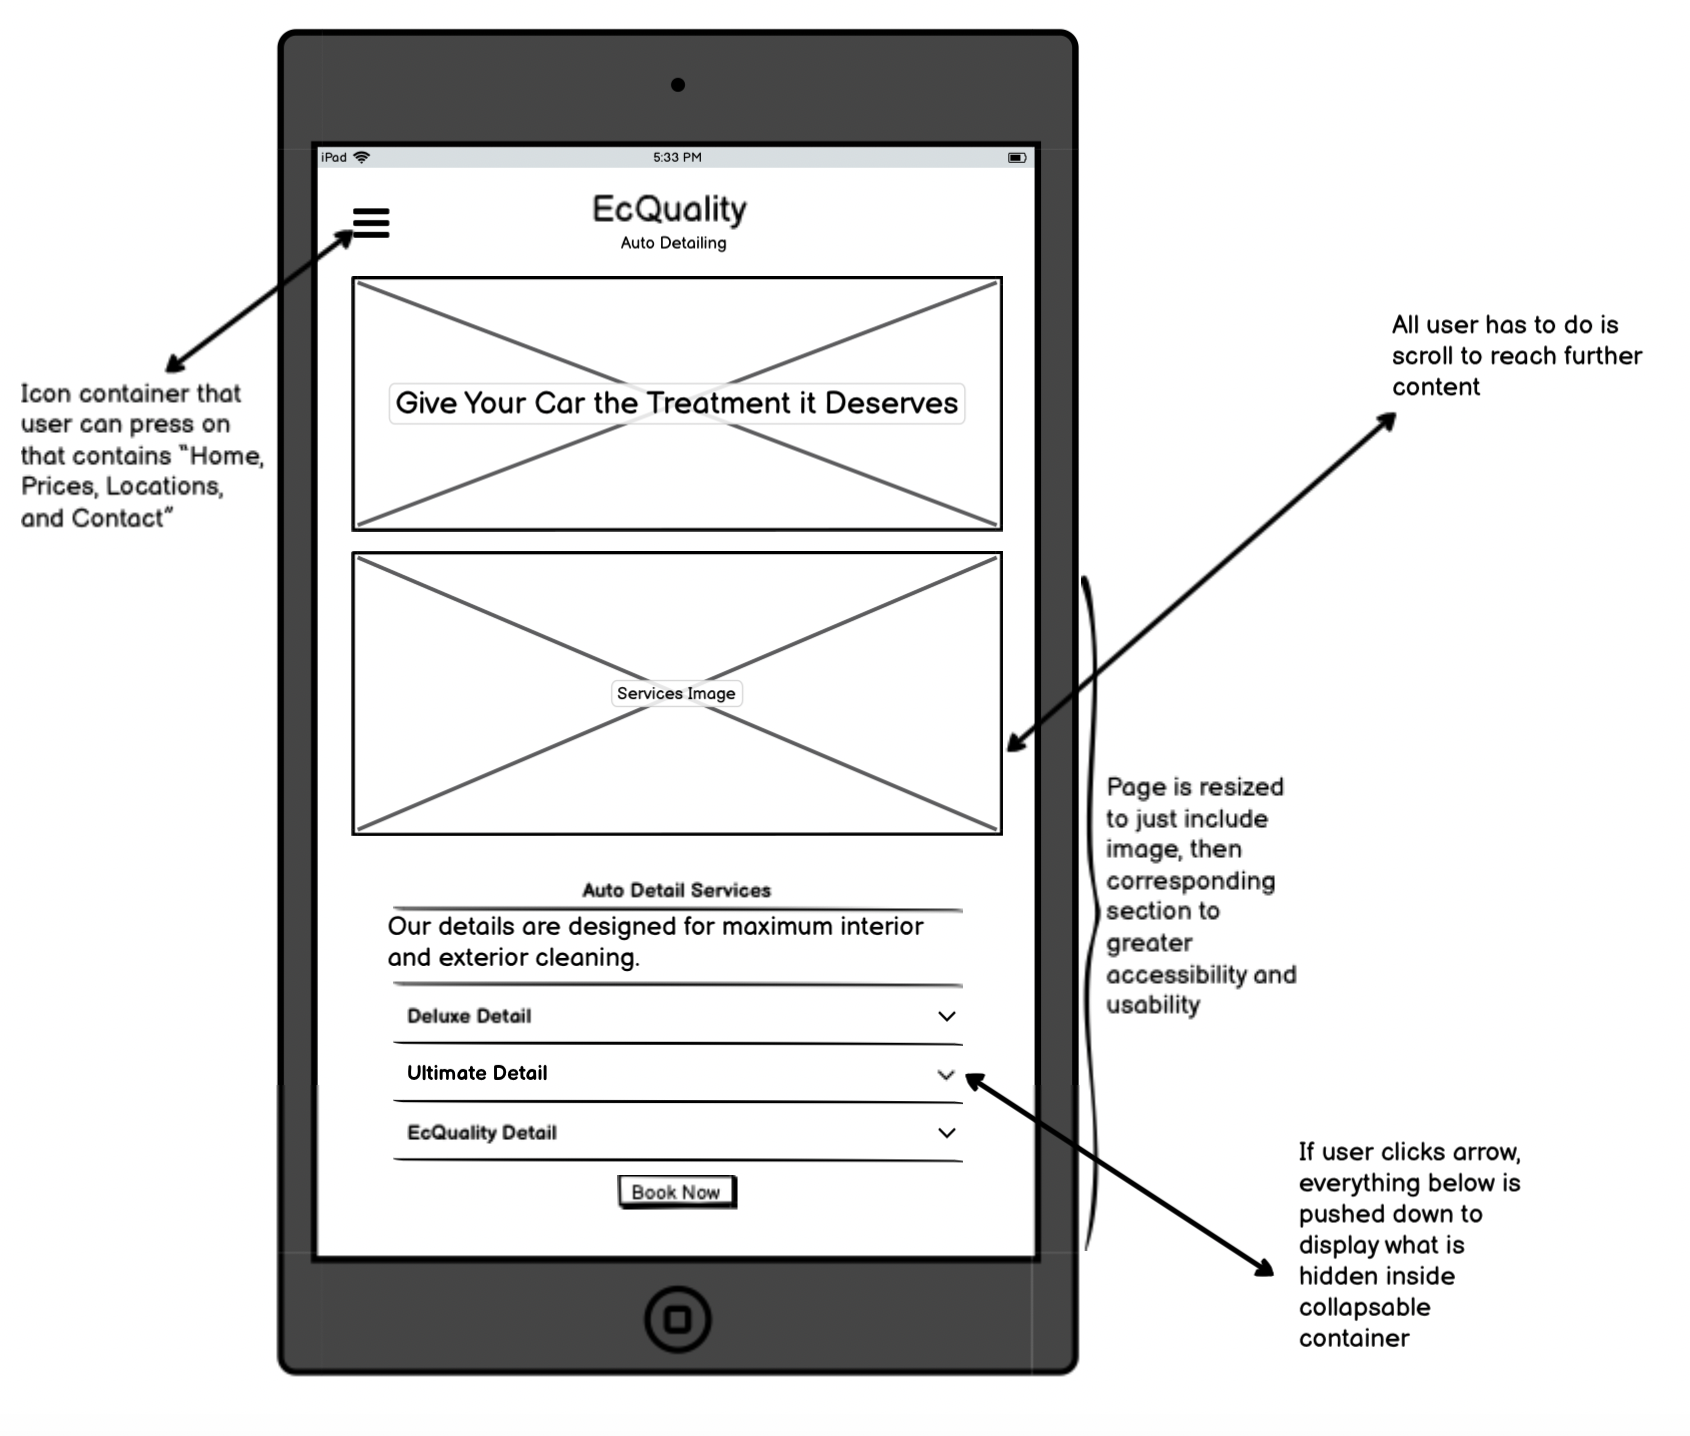 iPad
5:33 PM
EcQuality
Auto Detailing
Give Your Car the Treatment it Deserves
Services Image
Auto Detail Services
Our details are designed for maximum interior
and exterior cleaning.
Deluxe Detail
Ultimate Detail
EcQuality Detail
Book Now
Icon container that
user can press on
that contains "Home,
Prices, Locations,
and Contact"
All user has to do is
scroll to reach further
content
Page is resized
to just include
image, then
corresponding
section to
greater
accessibility and
usability
If user clicks arrow,
everything below is
pushed down to
display what is
hidden inside
collapsable
container